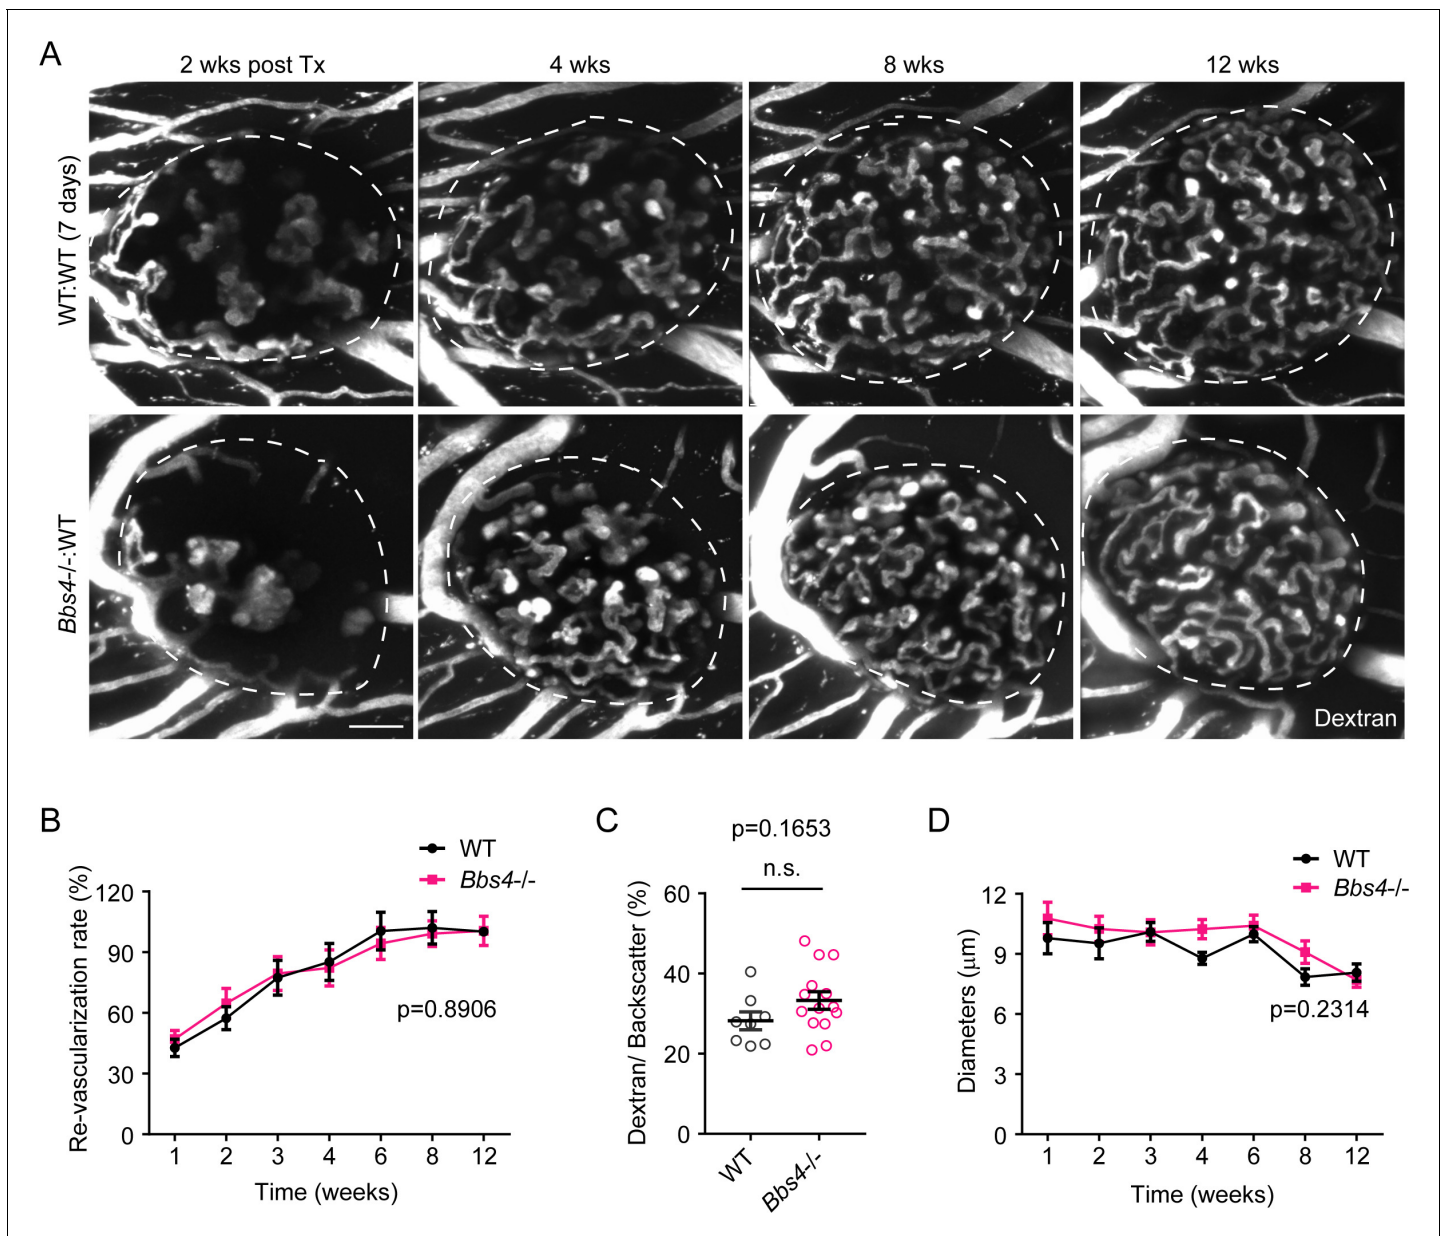 A
2 wks post Tx
4 wks
8 wks
12 wks
WT:WT (7 days)
Bbs4-/-:WT
Dextran
B
WT
Bbs4-/-
Re-vascularization rate (%)
120
90
60
30
0
p=0.8906
1 2 3 4 6 8 12
Time (weeks)
C
p=0.1653
n.s.
Dextran/ Backscatter (%)
60
40
20
0
WT
Bbs4-/-
D
WT
Bbs4-/-
Diameters (µm)
12
9
6
3
0
p=0.2314
1 2 3 4 6 8 12
Time (weeks)